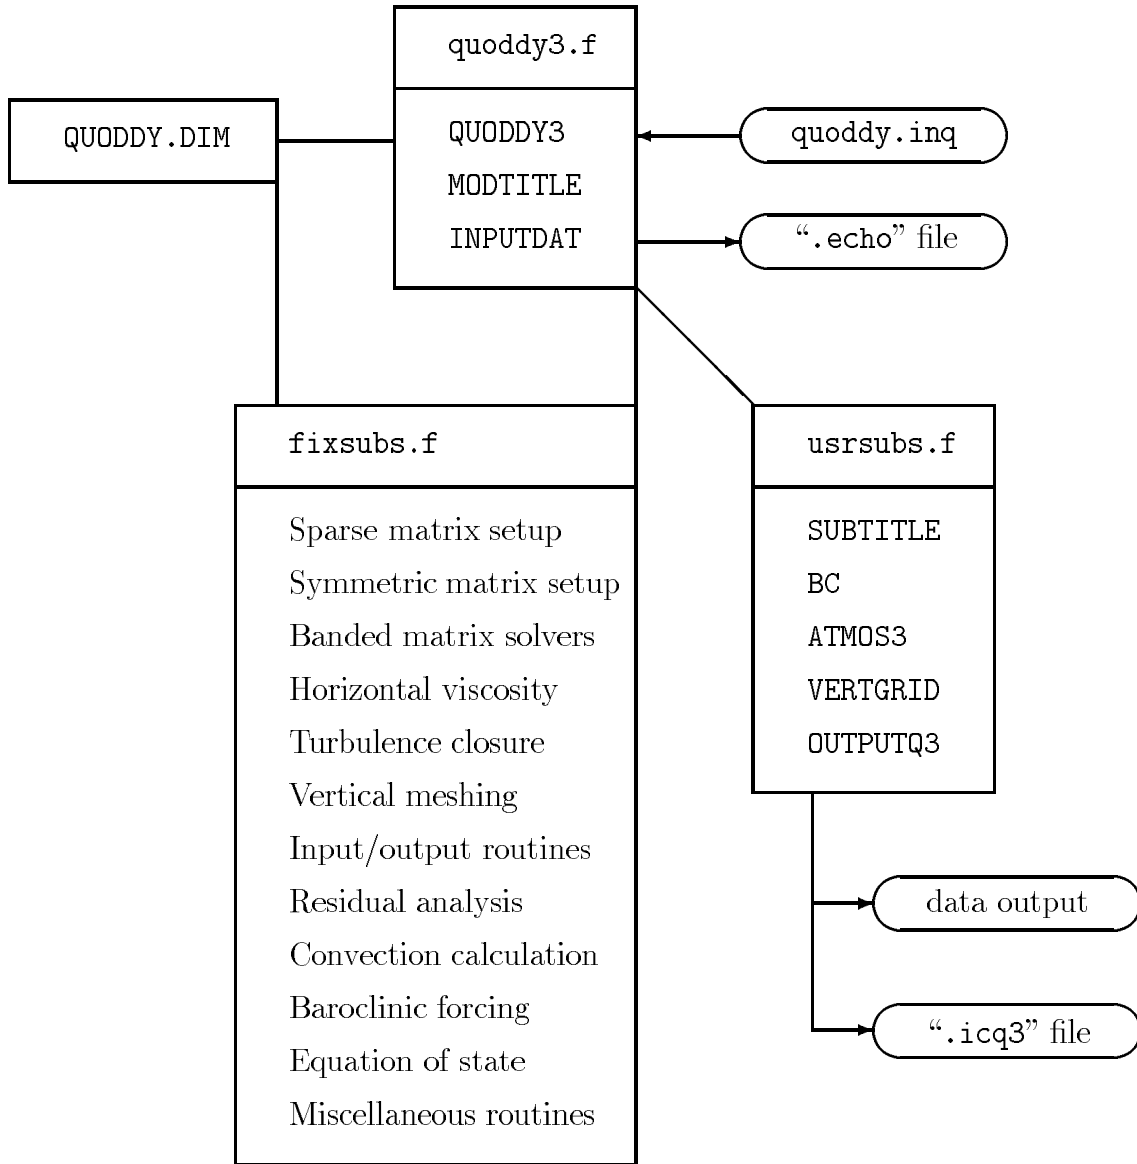 quoddy3.f
QUODDY.DIM
QUODDY3
MODTITLE
INPUTDAT
quoddy.inq
“.echo” file
fixsubs.f
Sparse matrix setup
Symmetric matrix setup
Banded matrix solvers
Horizontal viscosity
Turbulence closure
Vertical meshing
Input/output routines
Residual analysis
Convection calculation
Baroclinic forcing
Equation of state
Miscellaneous routines
usrsubs.f
SUBTITLE
BC
ATMOS3
VERTGRID
OUTPUTQ3
data output
“.icq3” file